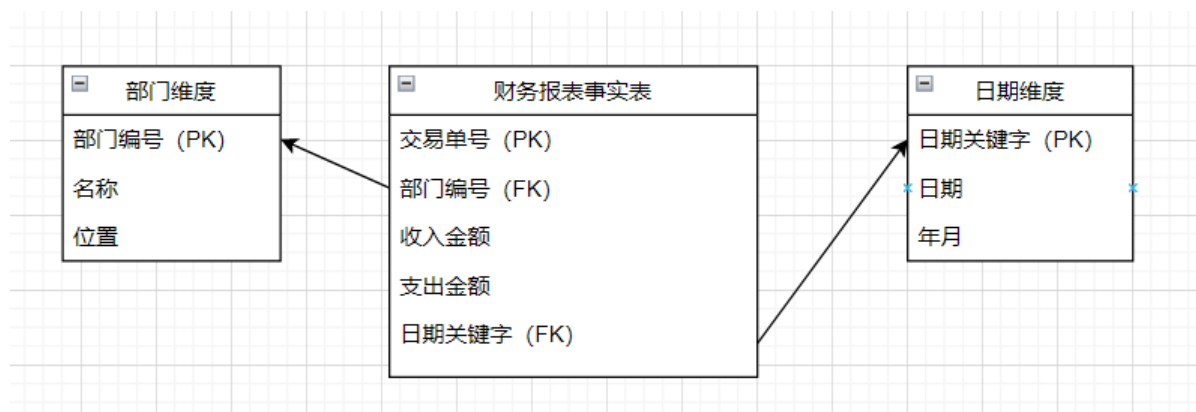 部门维度
部门编号 (PK)
名称
位置
财务报表事实表
交易单号 (PK)
部门编号 (FK)
收入金额
支出金额
日期关键字 (FK)
日期维度
日期关键字 (PK)
日期
年月